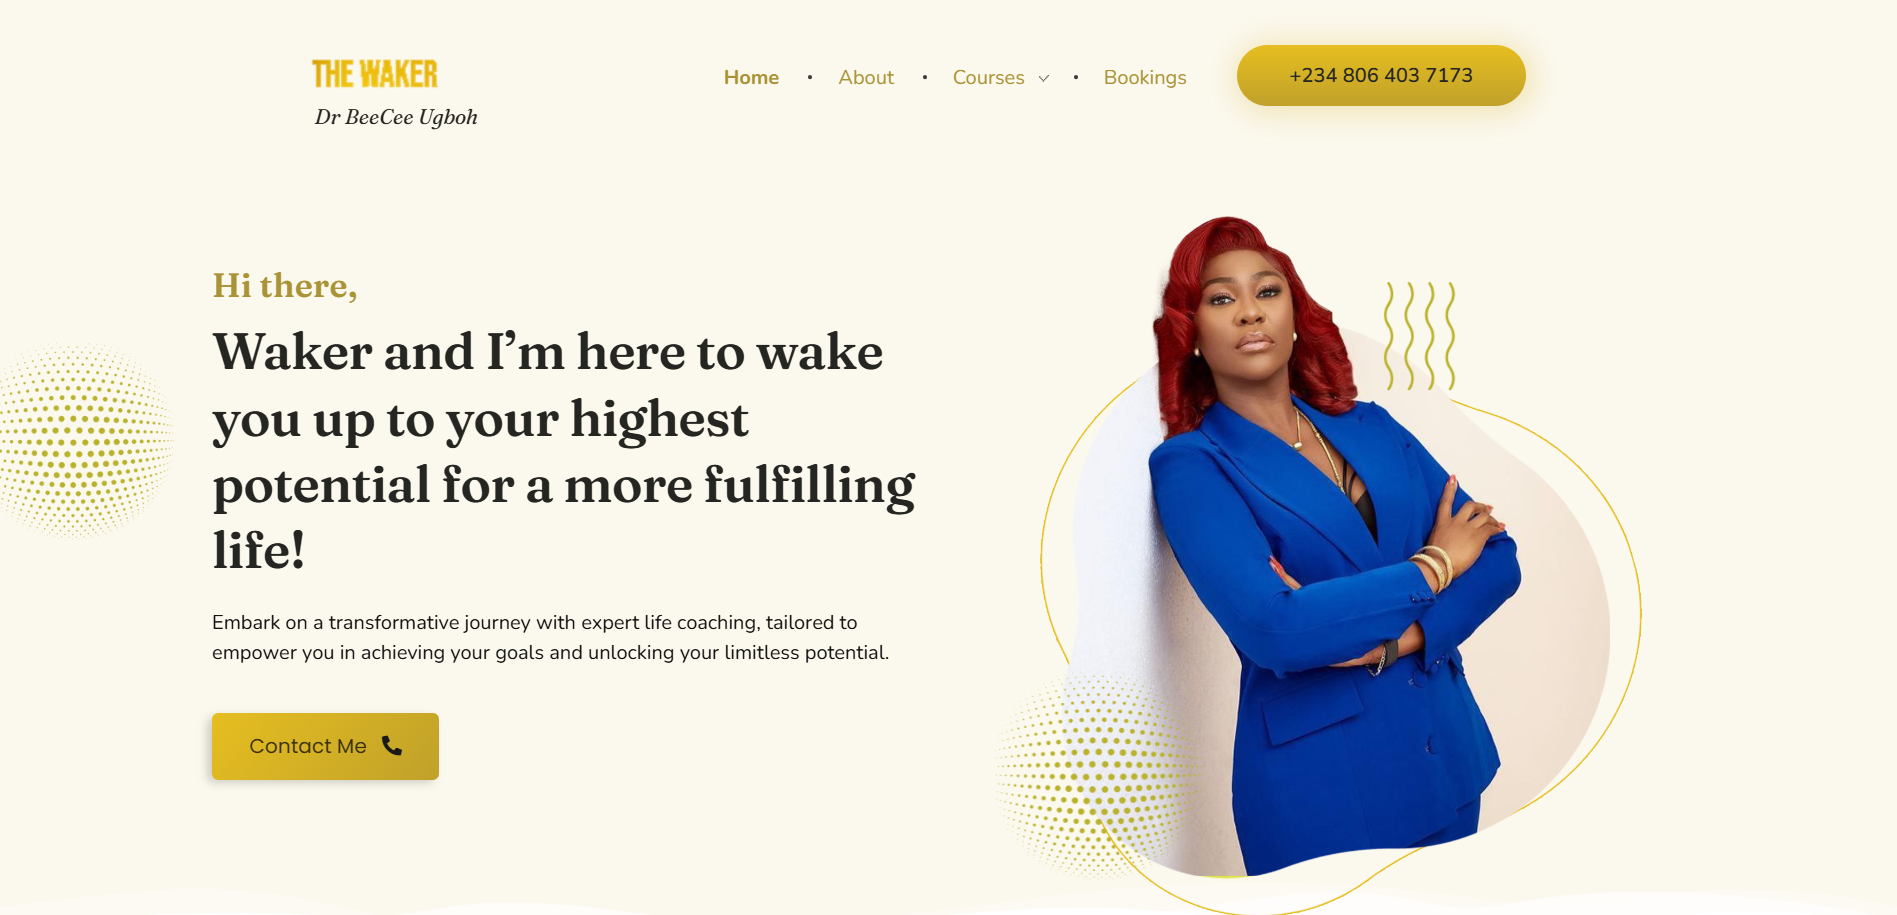 THE WAKER
Dr BeeCee Ugboh
Home • About • Courses • Bookings
+234 806 403 7173
Hi there,
Waker and I’m here to wake
you up to your highest
potential for a more fulfilling
life!
Embark on a transformative journey with expert life coaching, tailored to
empower you in achieving your goals and unlocking your limitless potential.
Contact Me